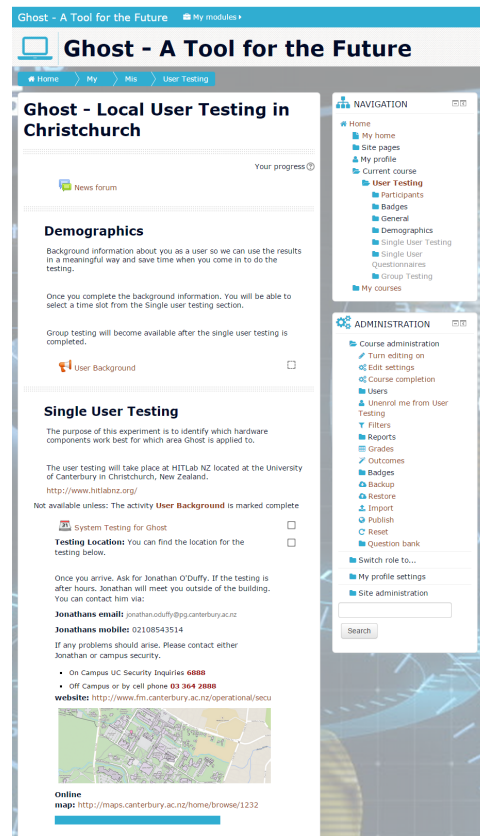 Ghost - A Tool for the Future My modules
Ghost - A Tool for the Future
Home My Mis User Testing
Ghost - Local User Testing in
Christchurch
Your progress
News forum
Demographics
Background information about you as a user so we can use the results
in a meaningful way and save time when you come in to do the
testing.
Once you complete the background information. You will be able to
select a time slot from the Single user testing section.
Group testing will become available after the single user testing is
completed.
User Background
Single User Testing
The purpose of this experiment is to identify which hardware
components work best for which area Ghost is applied to.
The user testing will take place at HITLab NZ located at the University
of Canterbury in Christchurch, New Zealand.
http://www.hitlabnz.org/
Not available unless: The activity User Background is marked complete
System Testing for Ghost
Testing Location: You can find the location for the
testing below.
Once you arrive. Ask for Jonathan O'Duffy. If the testing is
after hours. Jonathan will meet you outside of the building.
You can contact him via:
Jonathans email: jonathan.oduffy@pg.canterbury.ac.nz
Jonathans mobile: 02108543514
If any problems should arise. Please contact either
Jonathan or campus security.
On Campus UC Security Inquiries 6888
Off Campus or by cell phone 03 364 2888
website: http://www.fm.canterbury.ac.nz/operational/secu
Online
map: http://maps.canterbury.ac.nz/home/browse/1232
NAVIGATION
Home
My home
Site pages
My profile
Current course
User Testing
Participants
Badges
General
Demographics
Single User Testing
Single User
Questionnaires
Group Testing
My courses
ADMINISTRATION
Course administration
Turn editing on
Edit settings
Course completion
Users
Unenrol me from User
Testing
Filters
Reports
Grades
Outcomes
Badges
Backup
Restore
Import
Publish
Reset
Question bank
Switch role to...
My profile settings
Site administration
Search